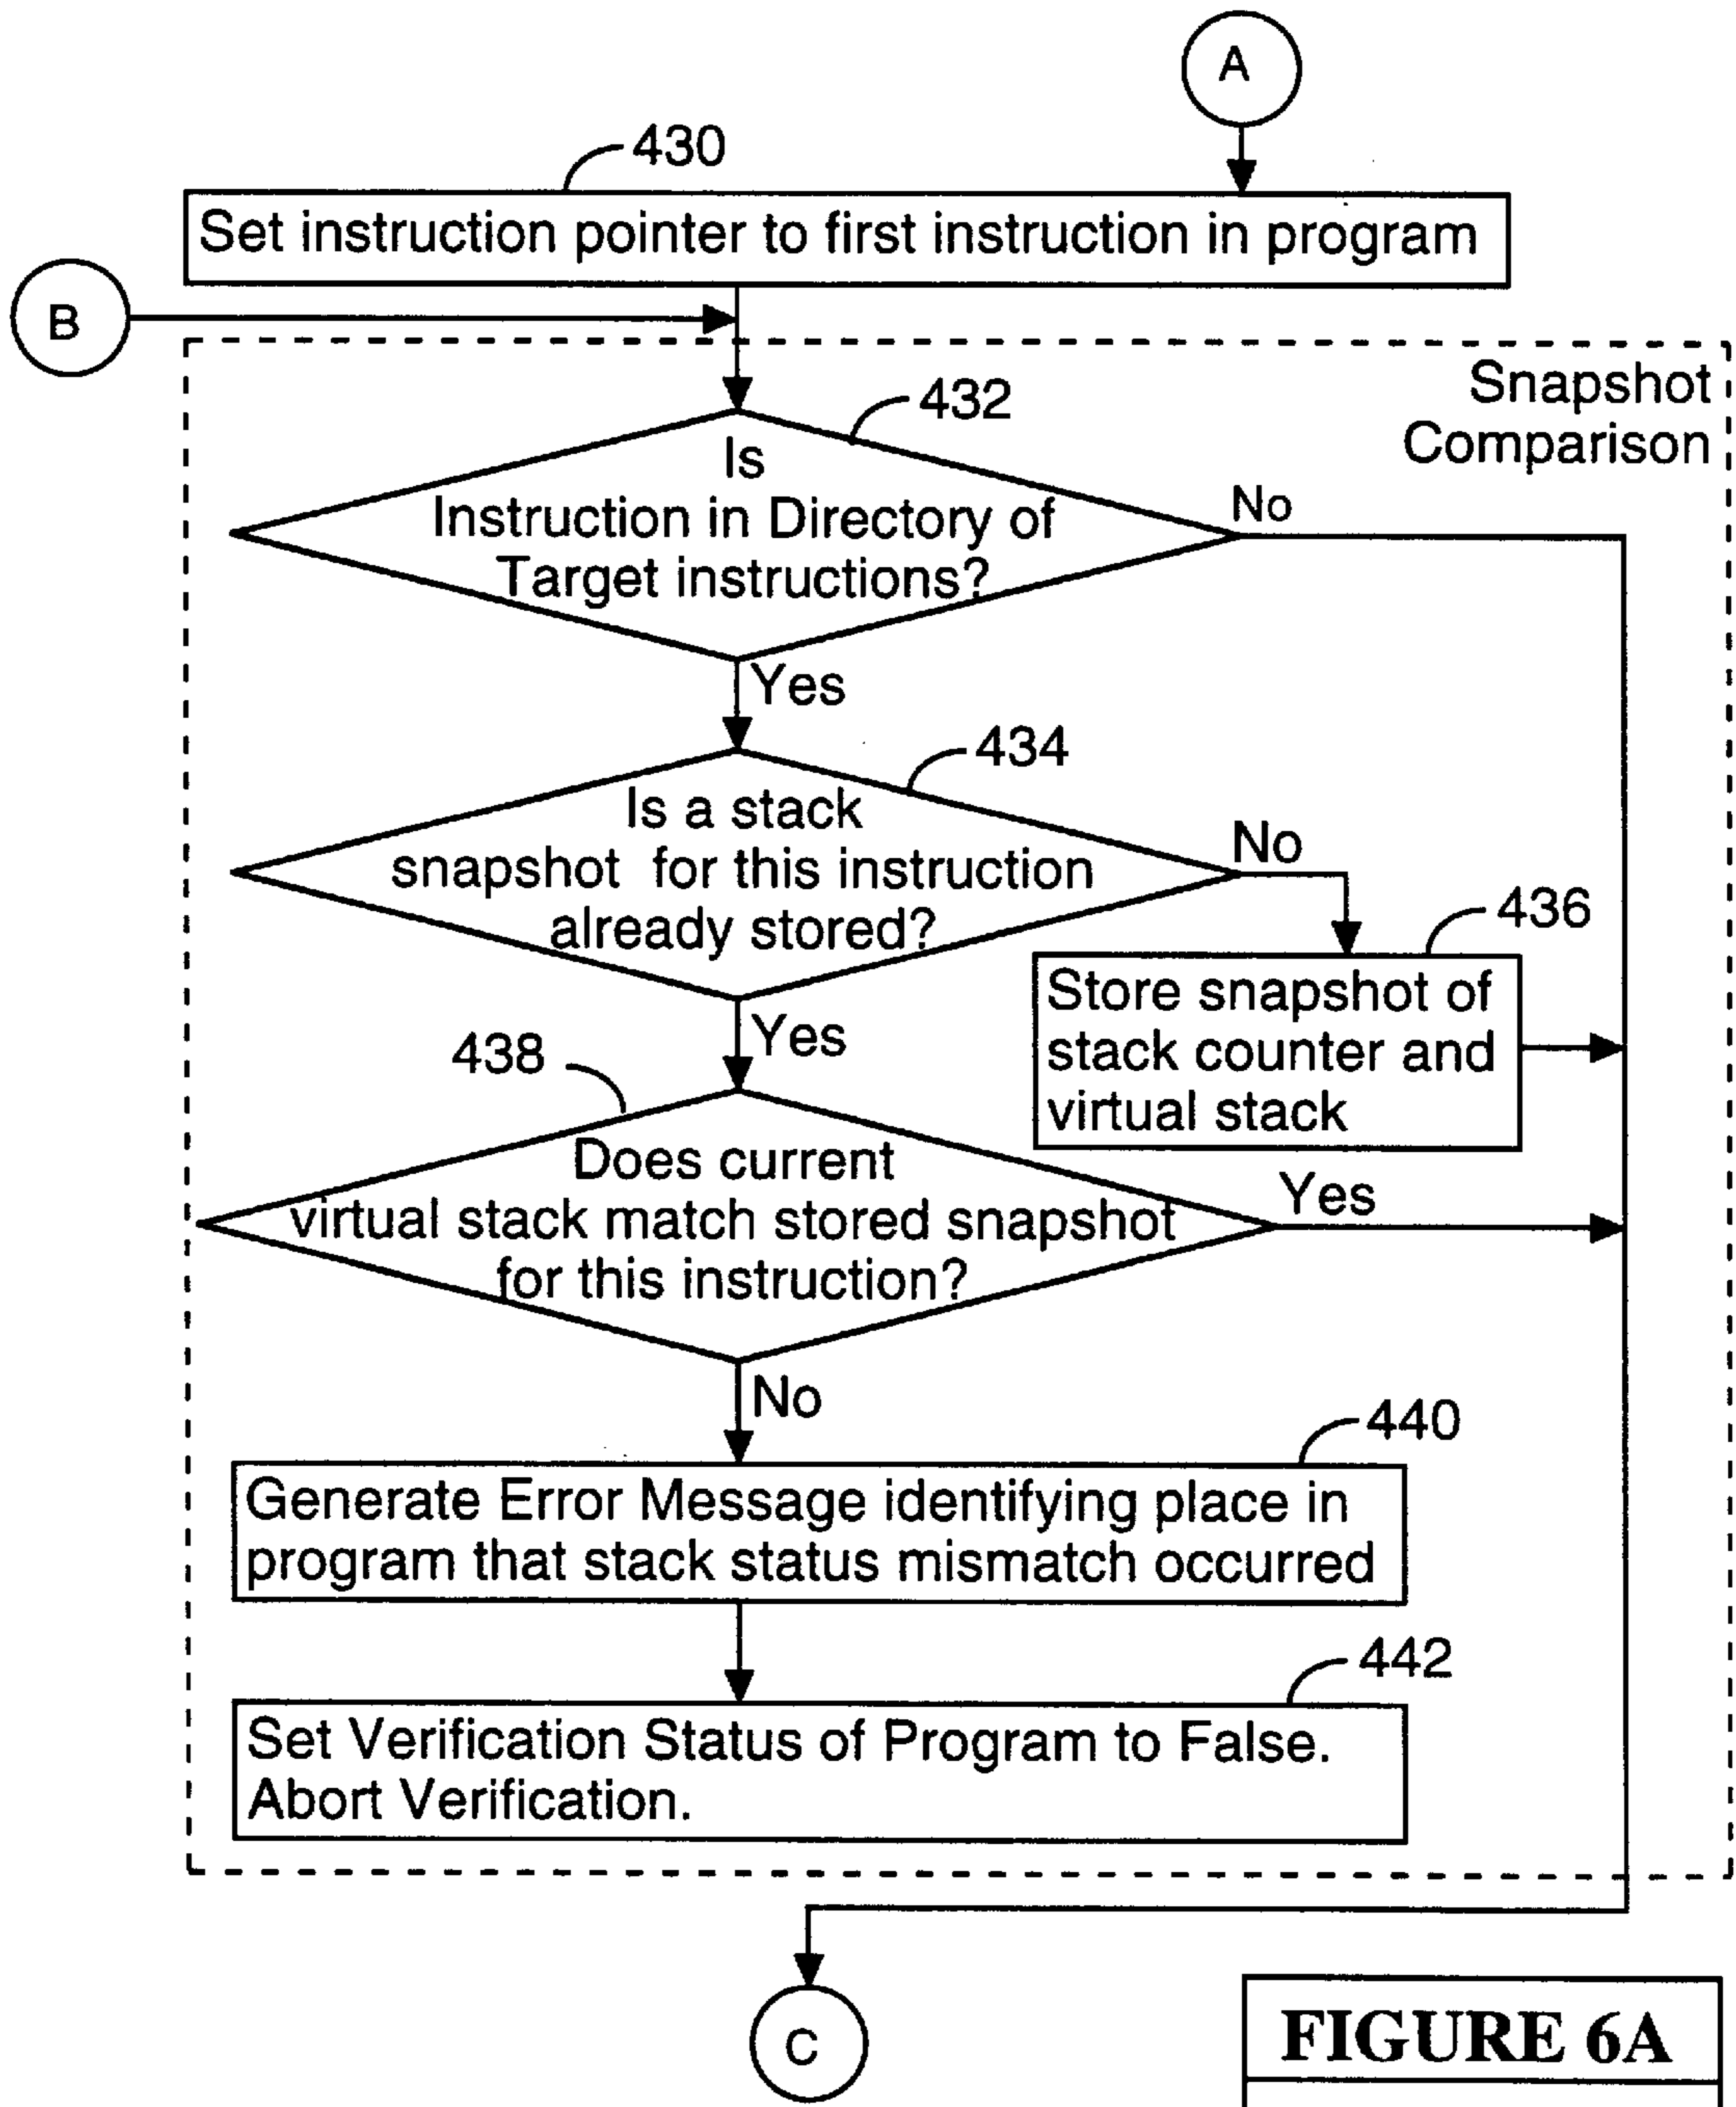 A
430
Set instruction pointer to first instruction in program
B
Snapshot
Comparison
432
Is
Instruction in Directory of
Target instructions?
No
Yes
434
Is a stack
snapshot for this instruction
already stored?
No
436
Store snapshot of
stack counter and
virtual stack
Yes
438
Does current
virtual stack match stored snapshot
for this instruction?
Yes
No
440
Generate Error Message identifying place in
program that stack status mismatch occurred
442
Set Verification Status of Program to False.
Abort Verification.
C
FIGURE 6A